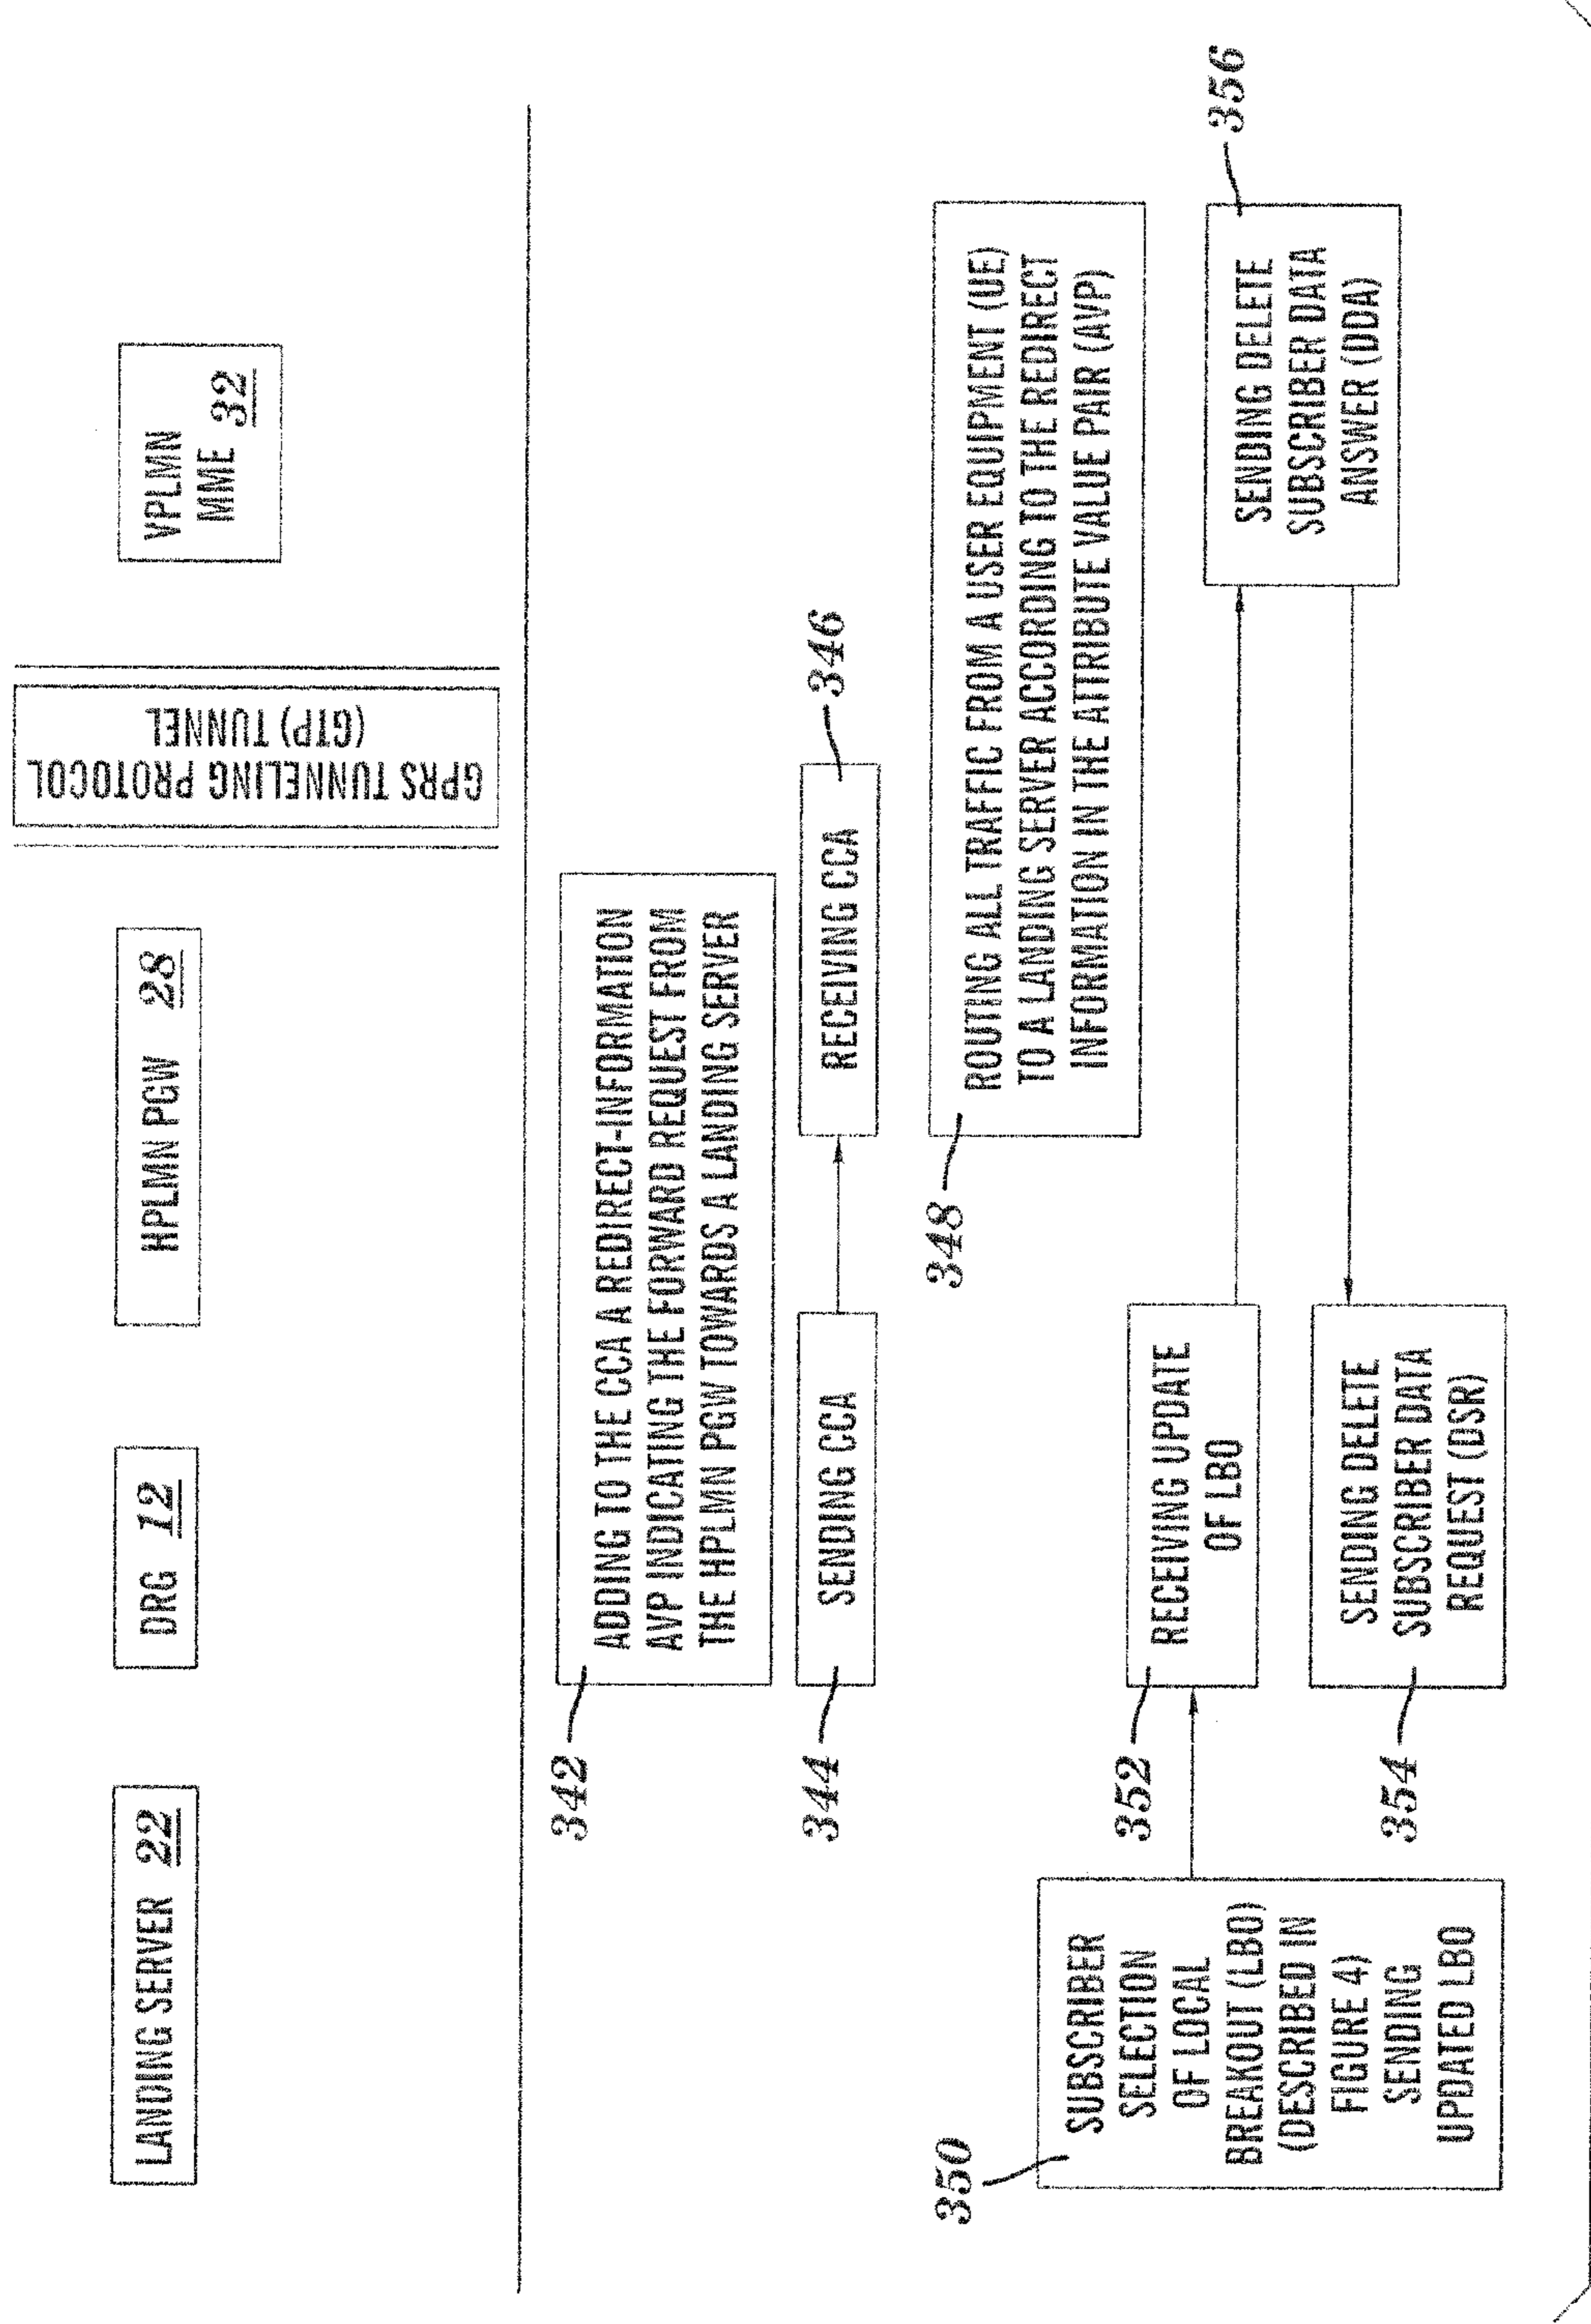 LANDING SERVER 22
DRG 12
HPLMN PGW 28
GPRS TUNNELING PROTOCOL
(GTP) TUNNEL
VPLMN
MME 32
342
ADDING TO THE CCA A REDIRECT-INFORMATION
AVP INDICATING THE FORWARD REQUEST FROM
THE HPLMN PGW TOWARDS A LANDING SERVER
344
SENDING CCA
RECEIVING CCA
346
348
ROUTING ALL TRAFFIC FROM A USER EQUIPMENT (UE)
TO A LANDING SERVER ACCORDING TO THE REDIRECT
INFORMATION IN THE ATTRIBUTE VALUE PAIR (AVP)
350
SUBSCRIBER
SELECTION
OF LOCAL
BREAKOUT (LBO)
(DESCRIBED IN
FIGURE 4)
SENDING
UPDATED LBO
352
RECEIVING UPDATE
OF LBO
354
SENDING DELETE
SUBSCRIBER DATA
REQUEST (DSR)
356
SENDING DELETE
SUBSCRIBER DATA
ANSWER (DDA)